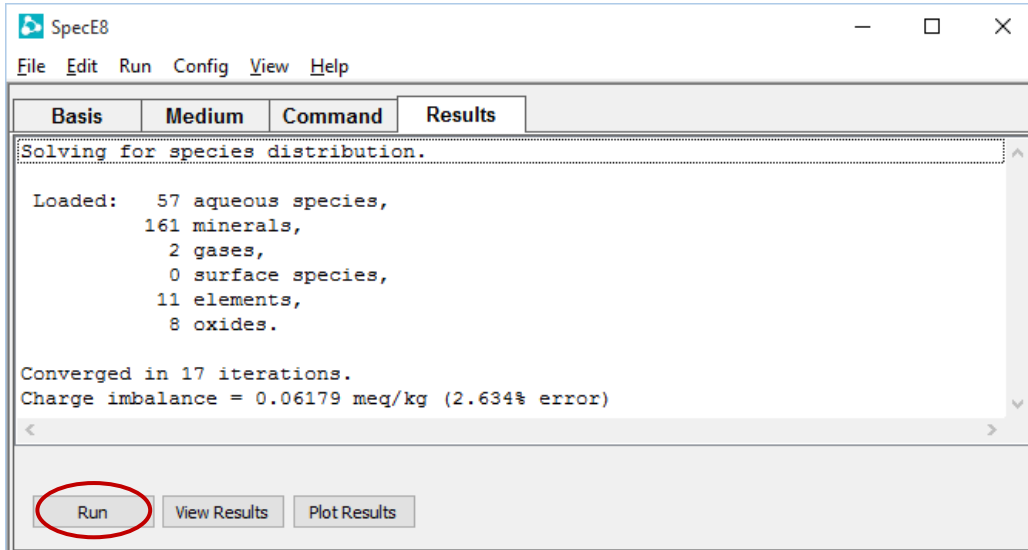 SpecE8
File Edit Run Config View Help
Basis Medium Command Results
Solving for species distribution.
Loaded: 57 aqueous species,
161 minerals,
2 gases,
0 surface species,
11 elements,
8 oxides.
Converged in 17 iterations.
Charge imbalance = 0.06179 meq/kg (2.634% error)
Run View Results Plot Results